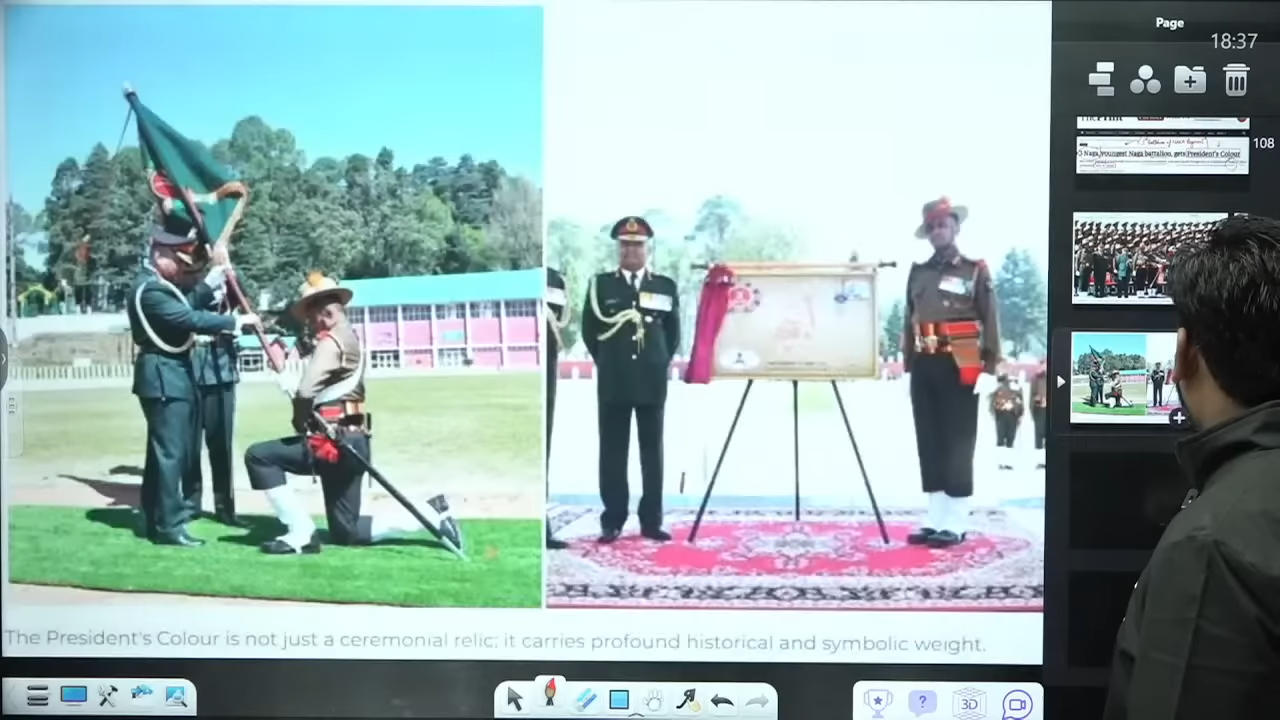 Page
18:37
108
Naga youngest Naga battalion, gets President's Colour
The President's Colour is not just a ceremonial relic; it carries profound historical and symbolic weight.
?
3D